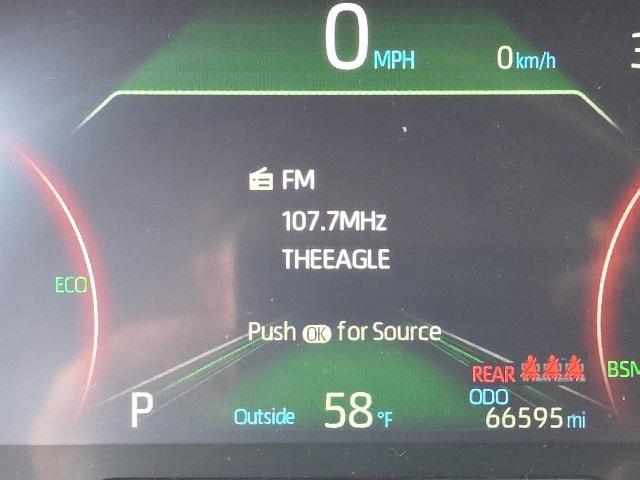 0 MPH 0 km/h
FM
107.7MHz
THEEAGLE
ECO
Push OK for Source
REAR
BSM
ODO
P Outside 58 °F 66595 mi